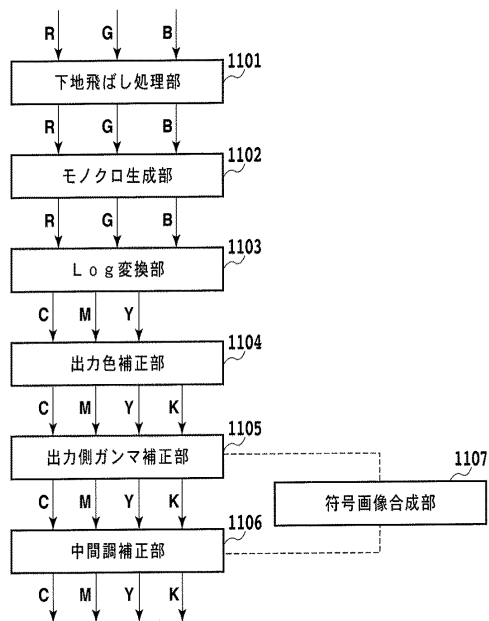 R G B
1101
下地飛ばし処理部
R G B
1102
モノクロ生成部
R G B
1103
Log変換部
C M Y
1104
出力色補正部
C M Y K
1105
出力側ガンマ補正部
1107
符号画像合成部
C M Y K
1106
中間調補正部
C M Y K